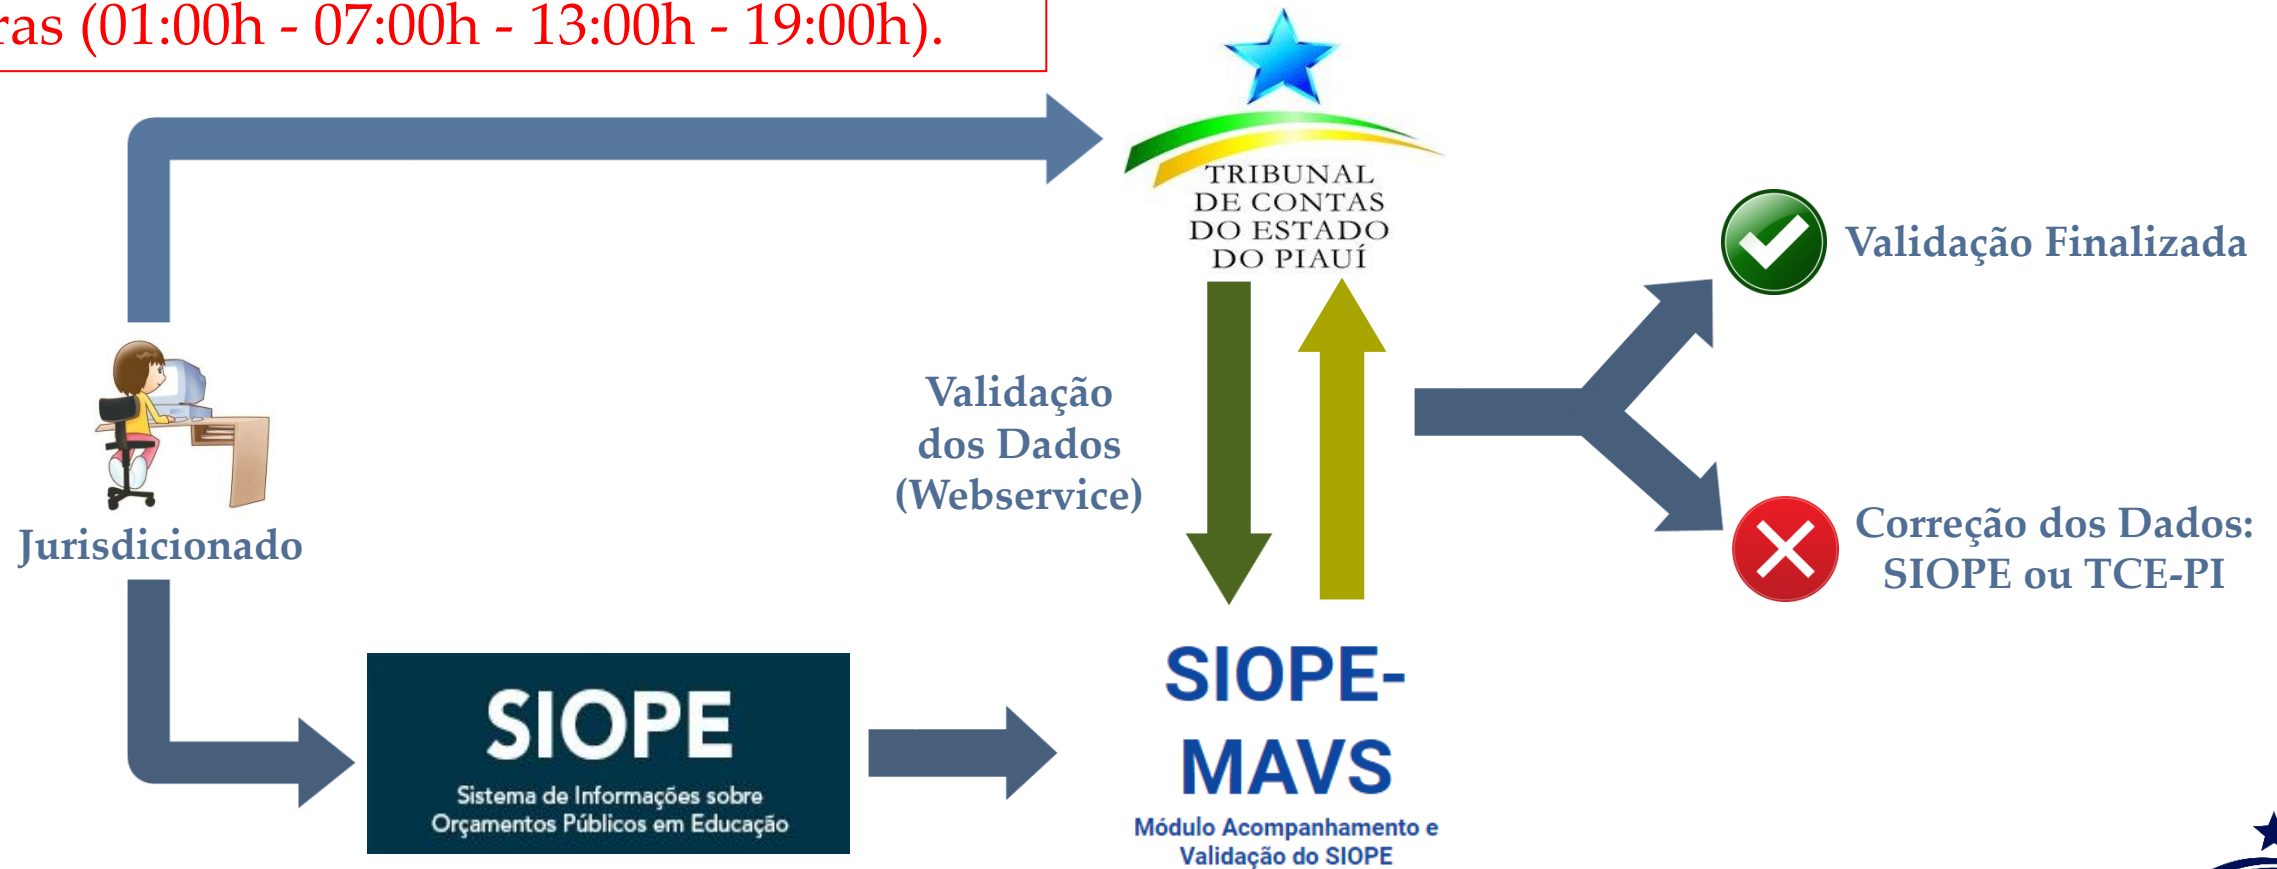 (01:00h - 07:00h - 13:00h - 19:00h).
TRIBUNAL
DE CONTAS
DO ESTADO
DO PIAUÍ
Validação Finalizada
Validação
dos Dados
(Webservice)
Correção dos Dados:
SIOPE ou TCE-PI
Jurisdicionado
SIOPE
Sistema de Informações sobre
Orçamentos Públicos em Educação
SIOPE-
MAVS
Módulo Acompanhamento e
Validação do SIOPE